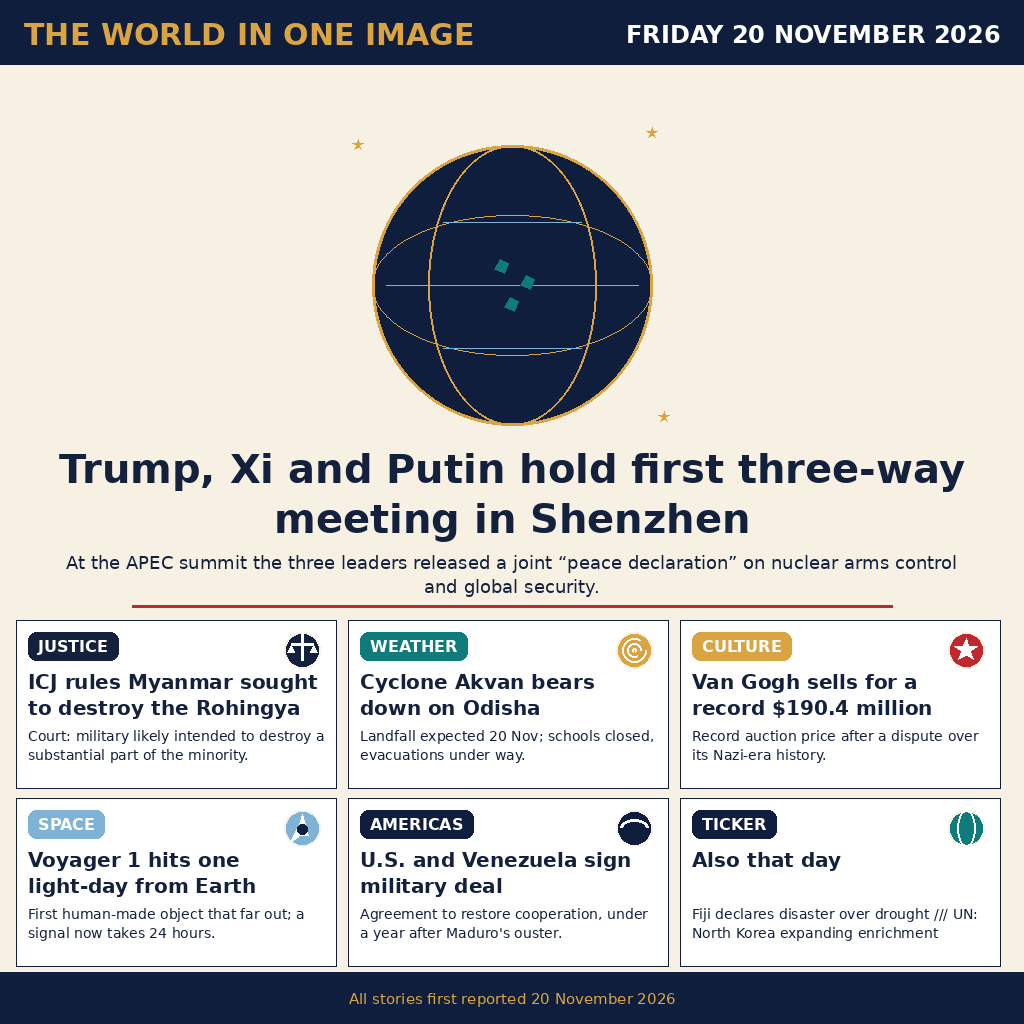 THE WORLD IN ONE IMAGE
FRIDAY 20 NOVEMBER 2026
Trump, Xi and Putin hold first three-way
meeting in Shenzhen
At the APEC summit the three leaders released a joint “peace declaration” on nuclear arms control
and global security.
JUSTICE
ICJ rules Myanmar sought
to destroy the Rohingya
Court: military likely intended to destroy a
substantial part of the minority.
WEATHER
Cyclone Akvan bears
down on Odisha
Landfall expected 20 Nov; schools closed,
evacuations under way.
CULTURE
Van Gogh sells for a
record $190.4 million
Record auction price after a dispute over
its Nazi-era history.
SPACE
Voyager 1 hits one
light-day from Earth
First human-made object that far out; a
signal now takes 24 hours.
AMERICAS
U.S. and Venezuela sign
military deal
Agreement to restore cooperation, under
a year after Maduro's ouster.
TICKER
Also that day
Fiji declares disaster over drought /// UN:
North Korea expanding enrichment
All stories first reported 20 November 2026